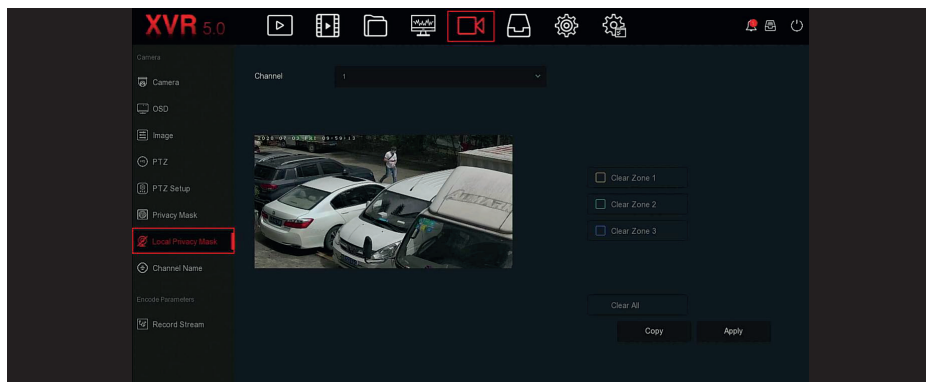 XVR 5.0
Camera
Camera
OSD
Image
PTZ
PTZ Setup
Privacy Mask
Local Privacy Mask
Channel Name
Encode Parameters
Record Stream
Channel
1
Clear Zone 1
Clear Zone 2
Clear Zone 3
Clear All
Copy
Apply